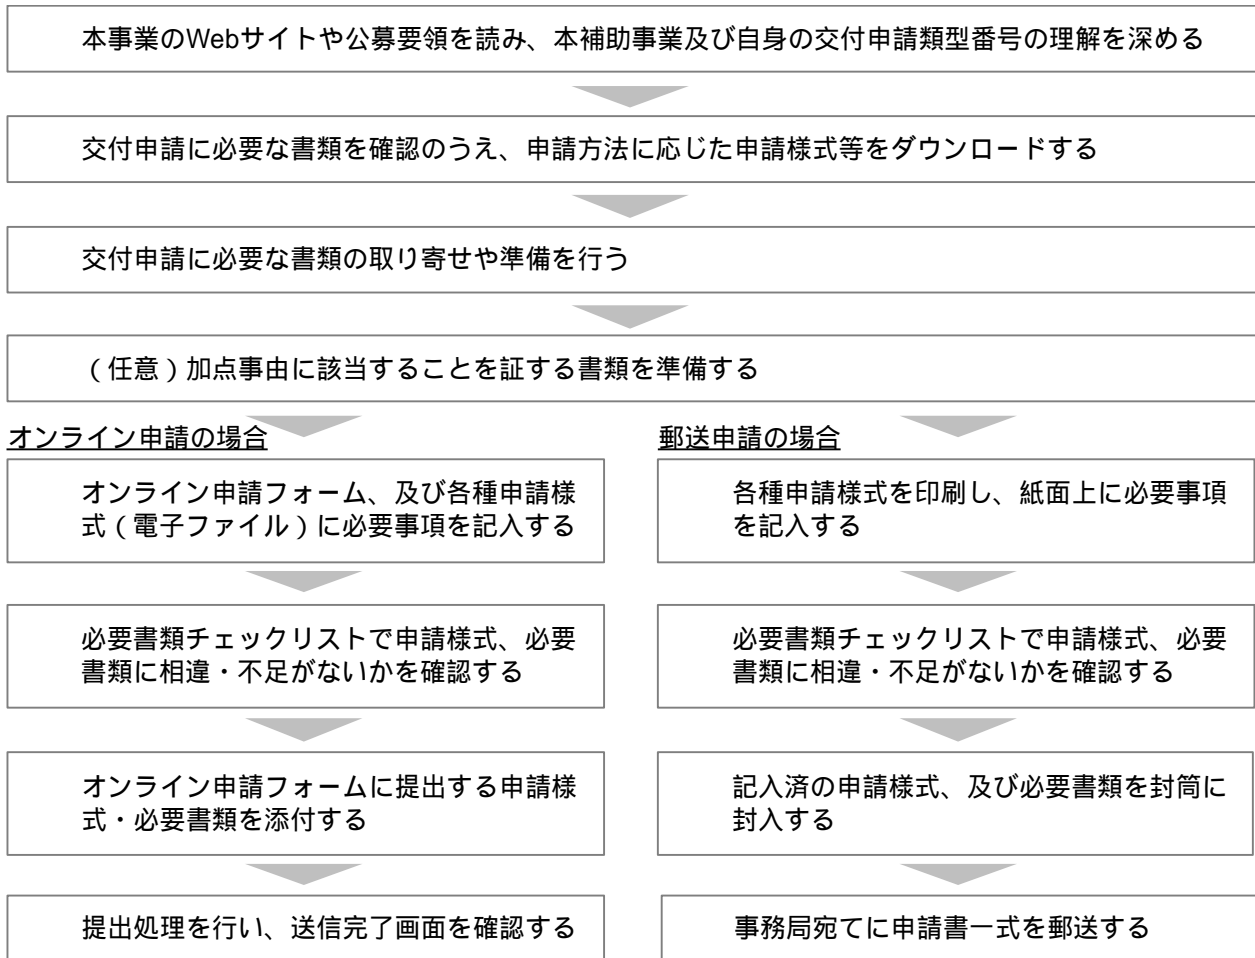 本事業のWebサイトや公募要領を読み、本補助事業及び自身の交付申請類型番号の理解を深める
交付申請に必要な書類を確認のうえ、申請方法に応じた申請様式等をダウンロードする
交付申請に必要な書類の取り寄せや準備を行う
（任意）加点事由に該当することを証する書類を準備する
オンライン申請の場合
オンライン申請フォーム、及び各種申請様
式（電子ファイル）に必要事項を記入する
必要書類チェックリストで申請様式、必要
書類に相違・不足がないかを確認する
オンライン申請フォームに提出する申請様
式・必要書類を添付する
提出処理を行い、送信完了画面を確認する
郵送申請の場合
各種申請様式を印刷し、紙面上に必要事項
を記入する
必要書類チェックリストで申請様式、必要
書類に相違・不足がないかを確認する
記入済の申請様式、及び必要書類を封筒に
封入する
事務局宛てに申請書一式を郵送する